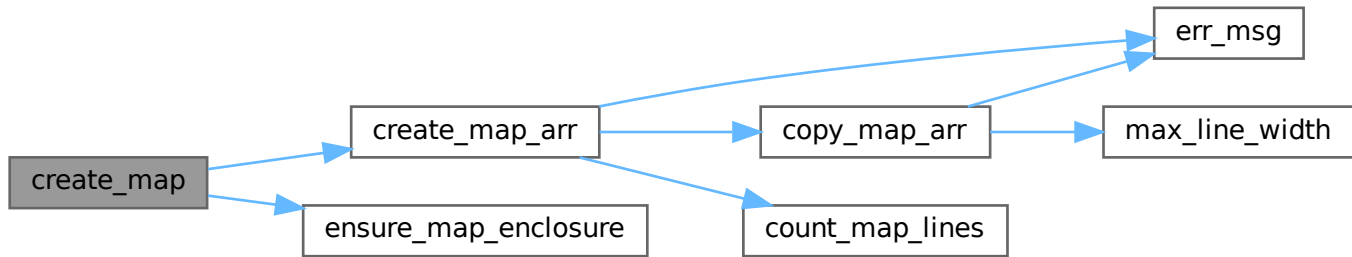 create_map
create_map_arr
ensure_map_enclosure
copy_map_arr
count_map_lines
err_msg
max_line_width